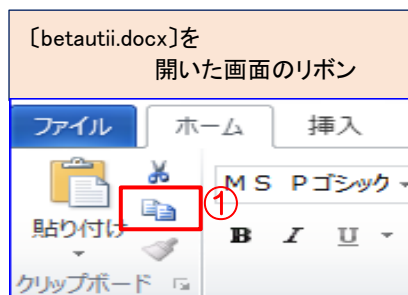 〔betautii.docx〕を
開いた画面のリボン
ファイル ホーム 挿入
ＭＳ Ｐゴシック
①
貼り付け
B I U
クリップボード